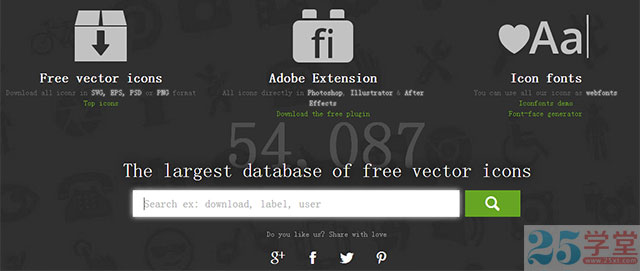 fi
Aa
Free vector icons
Adobe Extension
Icon fonts
Download all icons in SVG, EPS, PSD or PNG format
Top icons
All icons directly in Photoshop, Illustrator & After
Effects
Download the free plugin
You can use all our icons as webfonts
Iconfonts demo
Font-face generator
54,087
The largest database of free vector icons
Search ex: download, label, user
Do you like us? Share with love
g+ f
25学堂
www.25xt.com